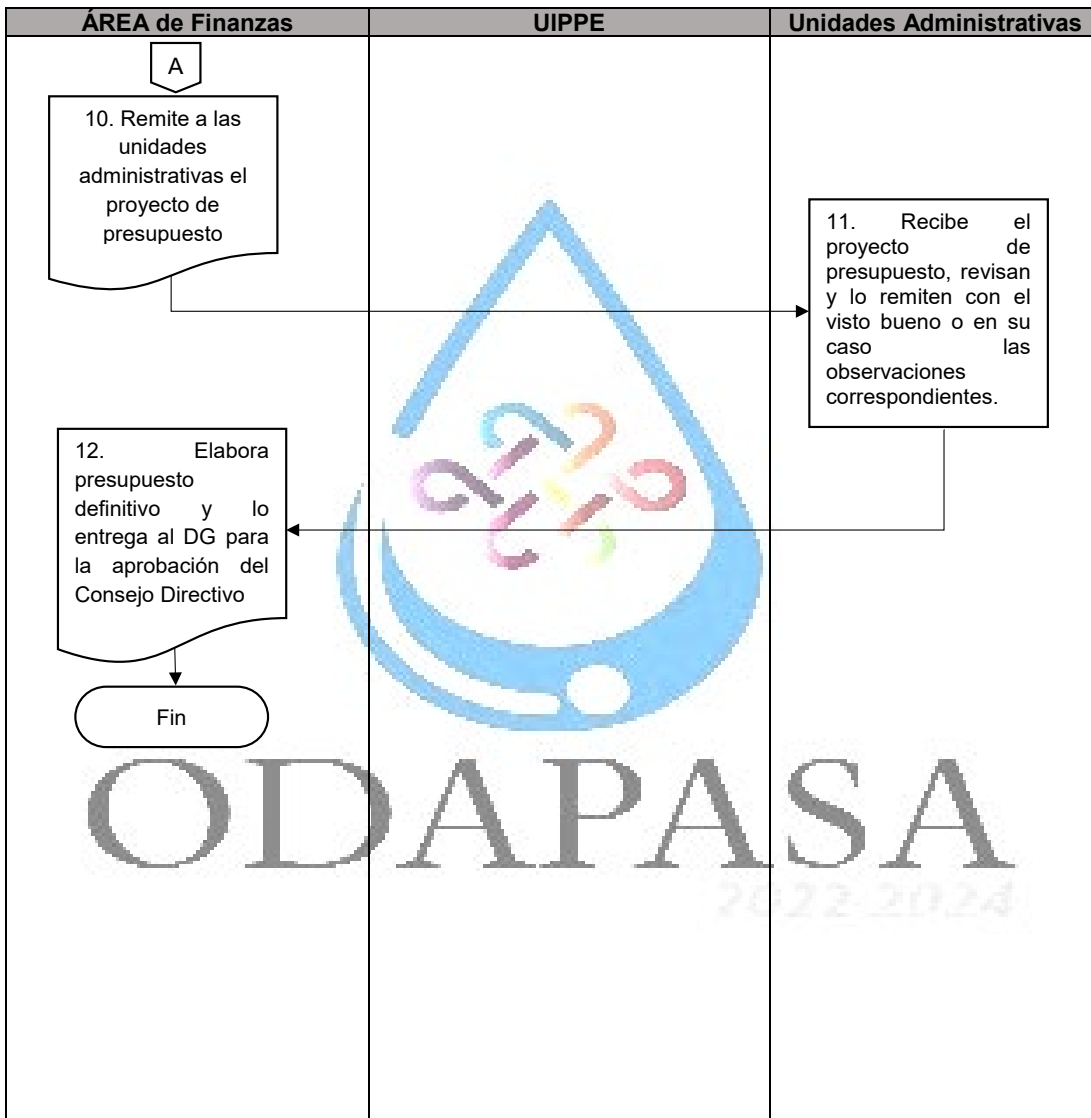 ÁREA de Finanzas
UIPPE
Unidades Administrativas
A
10. Remite a las
unidades
administrativas el
proyecto de
presupuesto
11. Recibe el
proyecto de
presupuesto, revisan
y lo remiten con el
visto bueno o en su
caso las
observaciones
correspondientes.
12. Elabora
presupuesto
definitivo y lo
entrega al DG para
la aprobación del
Consejo Directivo
Fin
ODAPASA
2022-2024